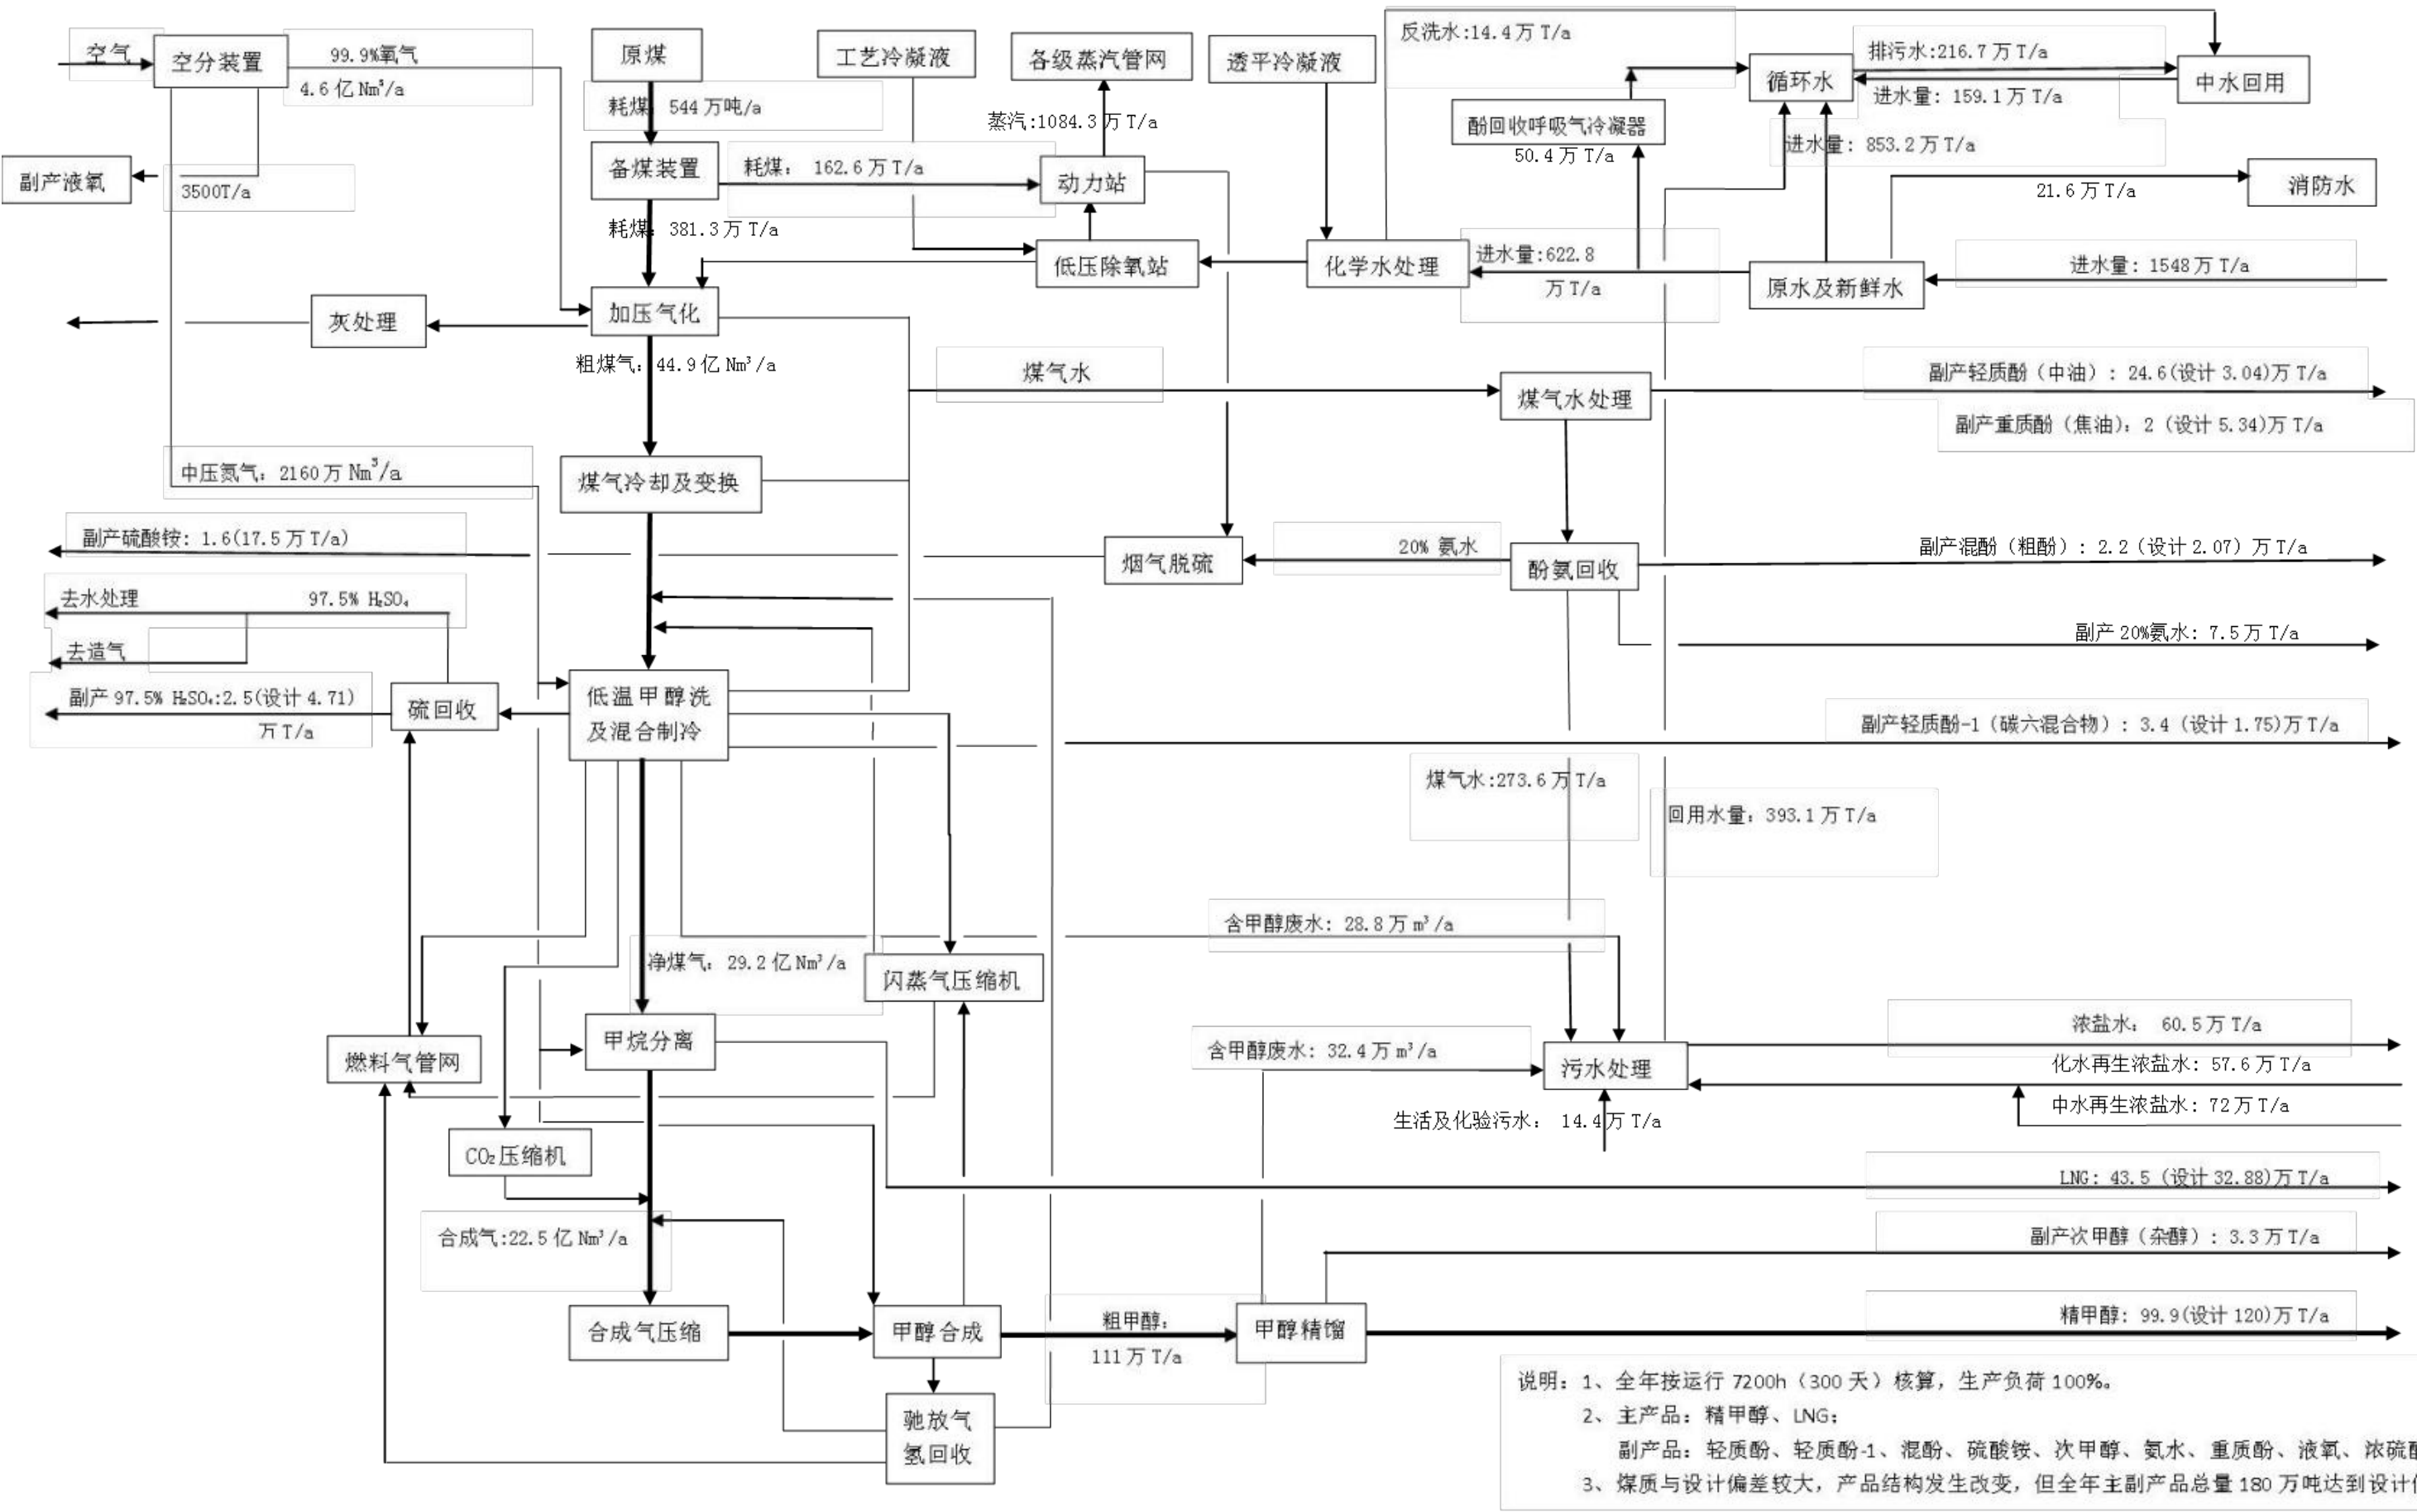 空气
空分装置
99.9%氧气
4.6亿Nm³/a
原煤
工艺冷凝液
各级蒸汽管网
透平冷凝液
反洗水:14.4万T/a
循环水
排污水:216.7万T/a
中水回用
进水量: 159.1万T/a
耗煤: 544万吨/a
蒸汽:1084.3万T/a
酚回收呼吸气冷凝器
50.4万T/a
进水量: 853.2万T/a
副产液氧
3500T/a
备煤装置
耗煤: 162.6万T/a
动力站
21.6万T/a
消防水
耗煤: 381.3万T/a
低压除氧站
化学水处理
进水量:622.8
万T/a
原水及新鲜水
进水量: 1548万T/a
灰处理
加压气化
粗煤气: 44.9亿Nm³/a
煤气水
煤气水处理
副产轻质酚（中油）: 24.6(设计3.04)万T/a
副产重质酚（焦油）: 2（设计5.34)万T/a
中压氮气: 2160万Nm³/a
煤气冷却及变换
副产硫酸铵: 1.6(17.5万T/a)
烟气脱硫
20% 氨水
酚氨回收
副产混酚（粗酚）: 2.2（设计2.07）万T/a
去水处理
97.5% H₂SO₄
副产20%氨水: 7.5万T/a
去造气
副产97.5% H₂SO₄:2.5(设计4.71)
万T/a
硫回收
低温甲醇洗
及混合制冷
副产轻质酚-1（碳六混合物）: 3.4（设计1.75)万T/a
煤气水:273.6万T/a
回用水量: 393.1万T/a
含甲醇废水: 28.8万m³/a
净煤气: 29.2亿Nm³/a
闪蒸气压缩机
燃料气管网
甲烷分离
含甲醇废水: 32.4万m³/a
污水处理
浓盐水: 60.5万T/a
化水再生浓盐水: 57.6万T/a
中水再生浓盐水: 72万T/a
生活及化验污水: 14.4万T/a
CO₂压缩机
LNG: 43.5（设计32.88)万T/a
合成气:22.5亿Nm³/a
副产次甲醇（杂醇）: 3.3万T/a
合成气压缩
甲醇合成
粗甲醇:
111万T/a
甲醇精馏
精甲醇: 99.9(设计120)万T/a
驰放气
氢回收
说明: 1、全年按运行7200h（300天）核算，生产负荷100%。
2、主产品: 精甲醇、LNG;
副产品: 轻质酚、轻质酚-1、混酚、硫酸铵、次甲醇、氨水、重质酚、液氧、浓硫酸
3、煤质与设计偏差较大，产品结构发生改变，但全年主副产品总量180万吨达到设计